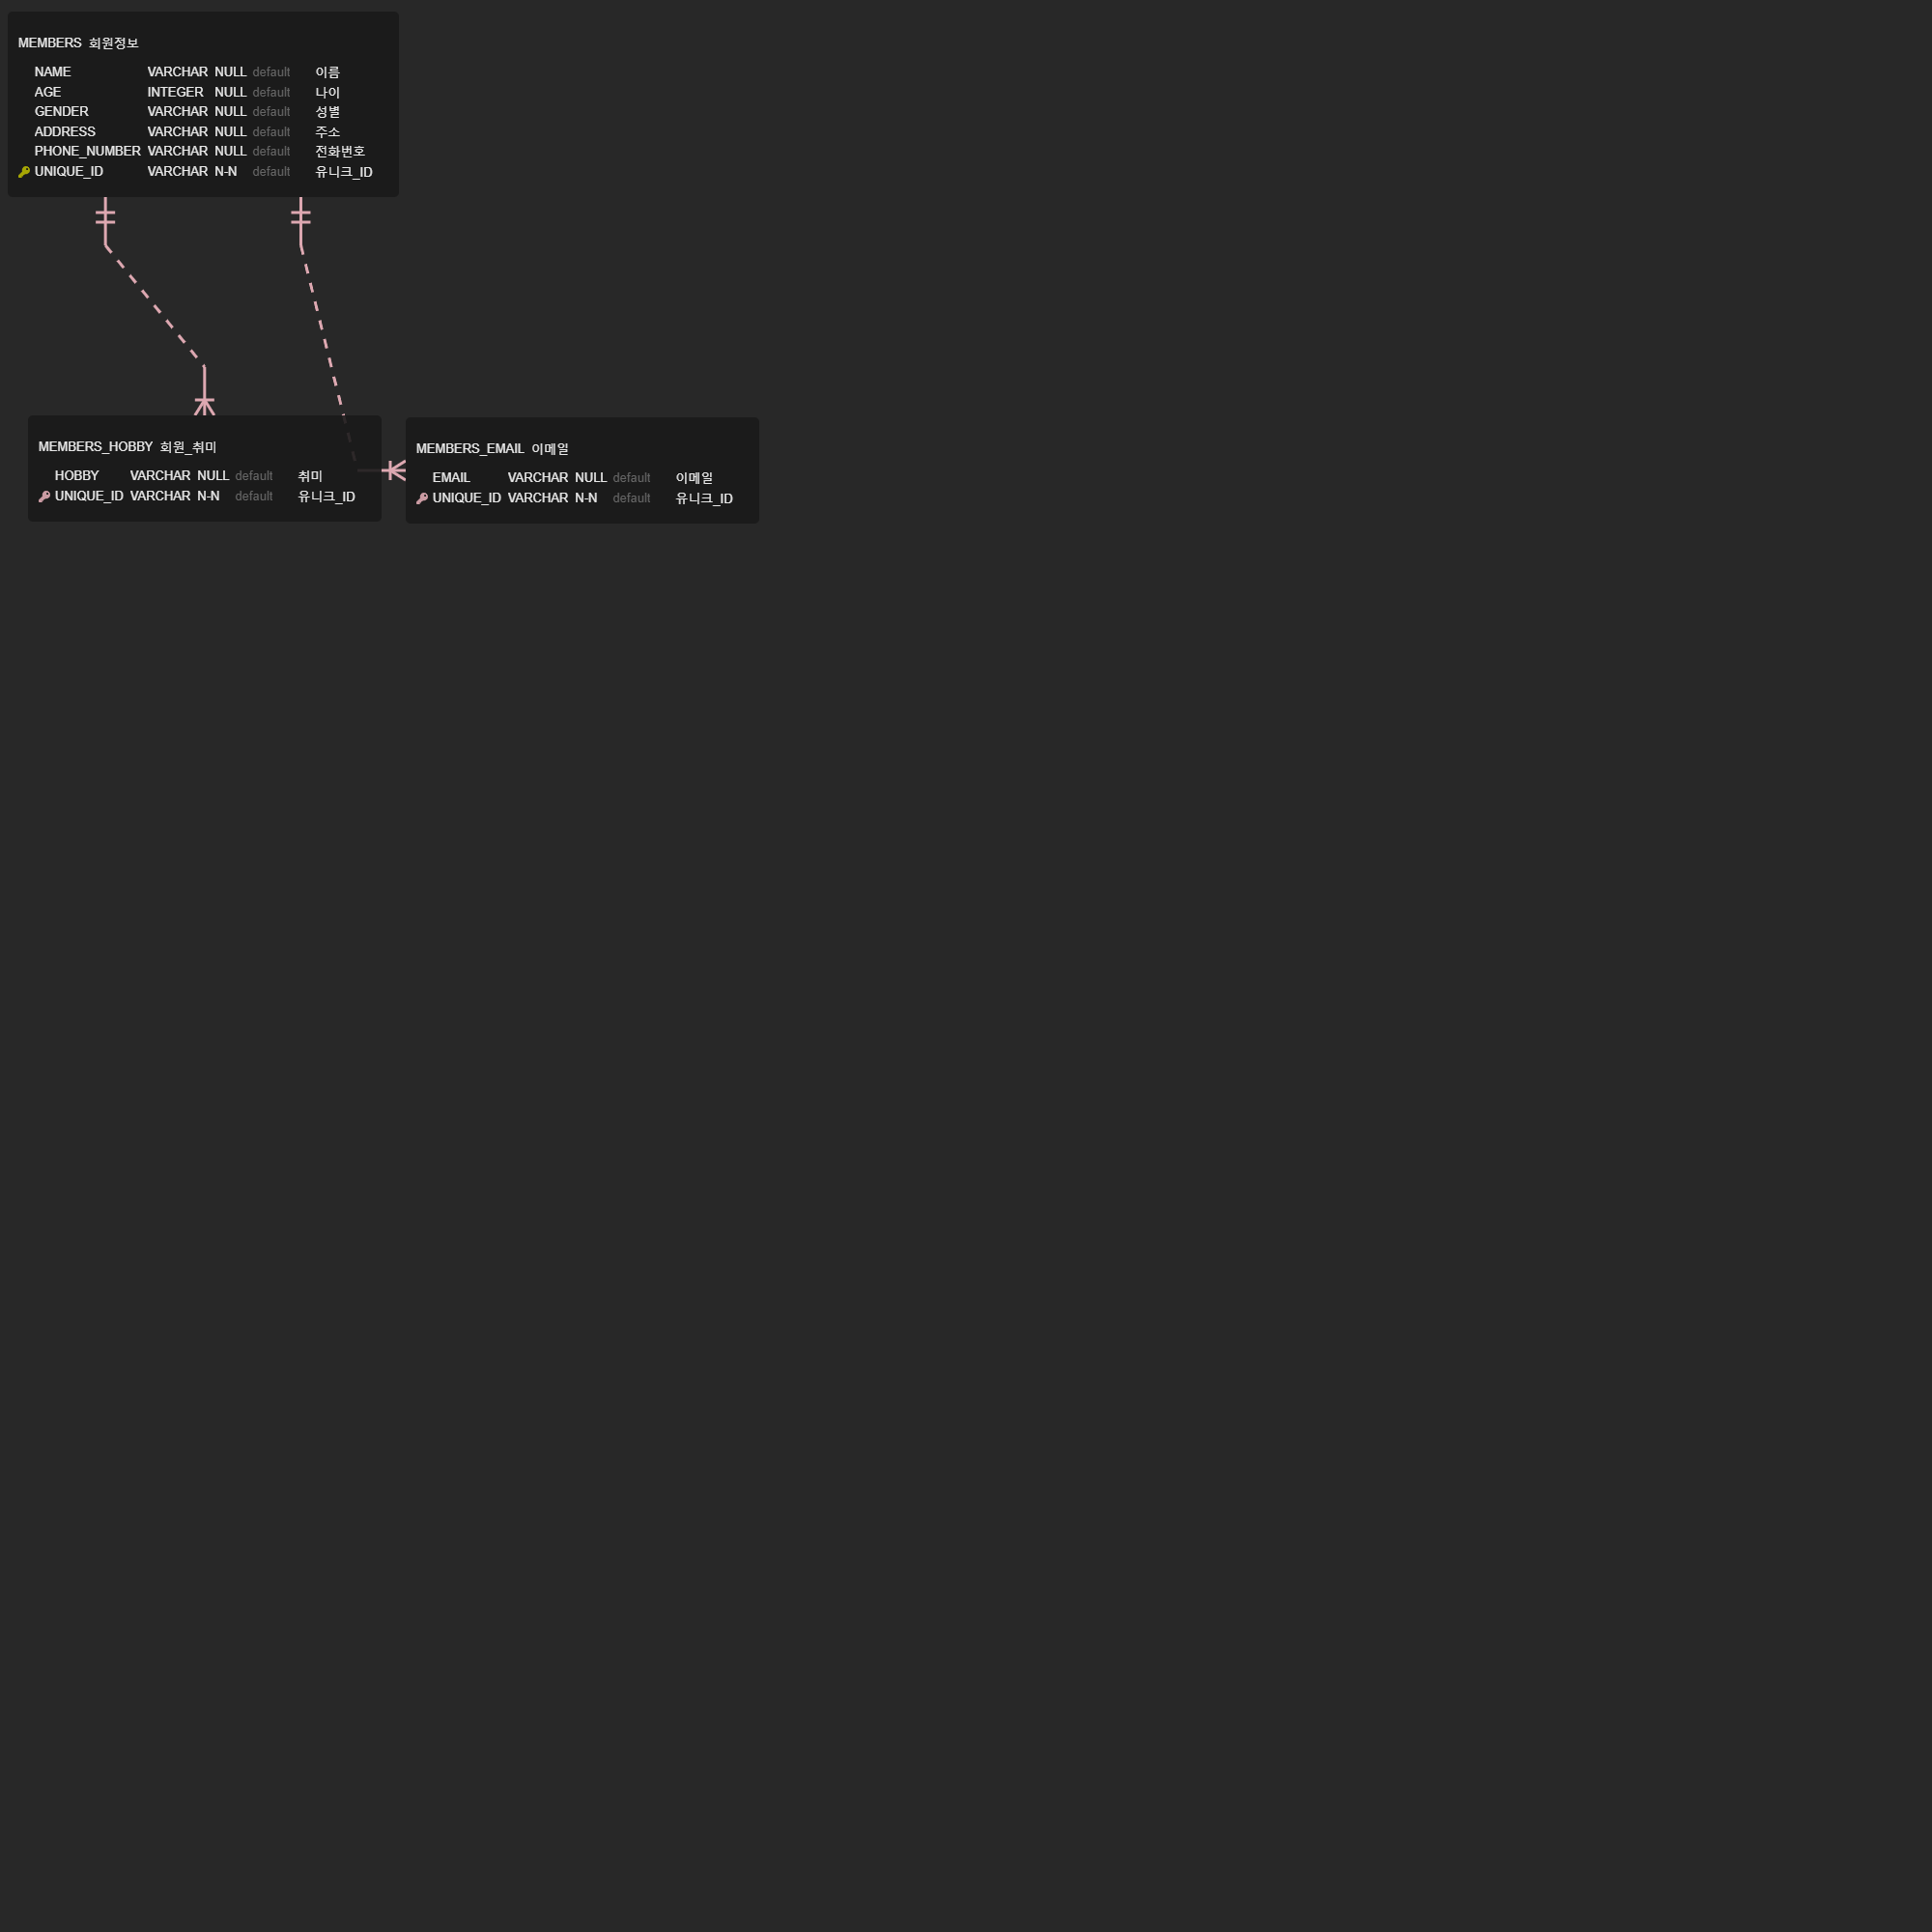 MEMBERS 회원정보
NAME VARCHAR NULL default 이름
AGE INTEGER NULL default 나이
GENDER VARCHAR NULL default 성별
ADDRESS VARCHAR NULL default 주소
PHONE_NUMBER VARCHAR NULL default 전화번호
UNIQUE_ID VARCHAR N-N default 유니크_ID
MEMBERS_HOBBY 회원_취미
HOBBY VARCHAR NULL default 취미
UNIQUE_ID VARCHAR N-N default 유니크_ID
MEMBERS_EMAIL 이메일
EMAIL VARCHAR NULL default 이메일
UNIQUE_ID VARCHAR N-N default 유니크_ID